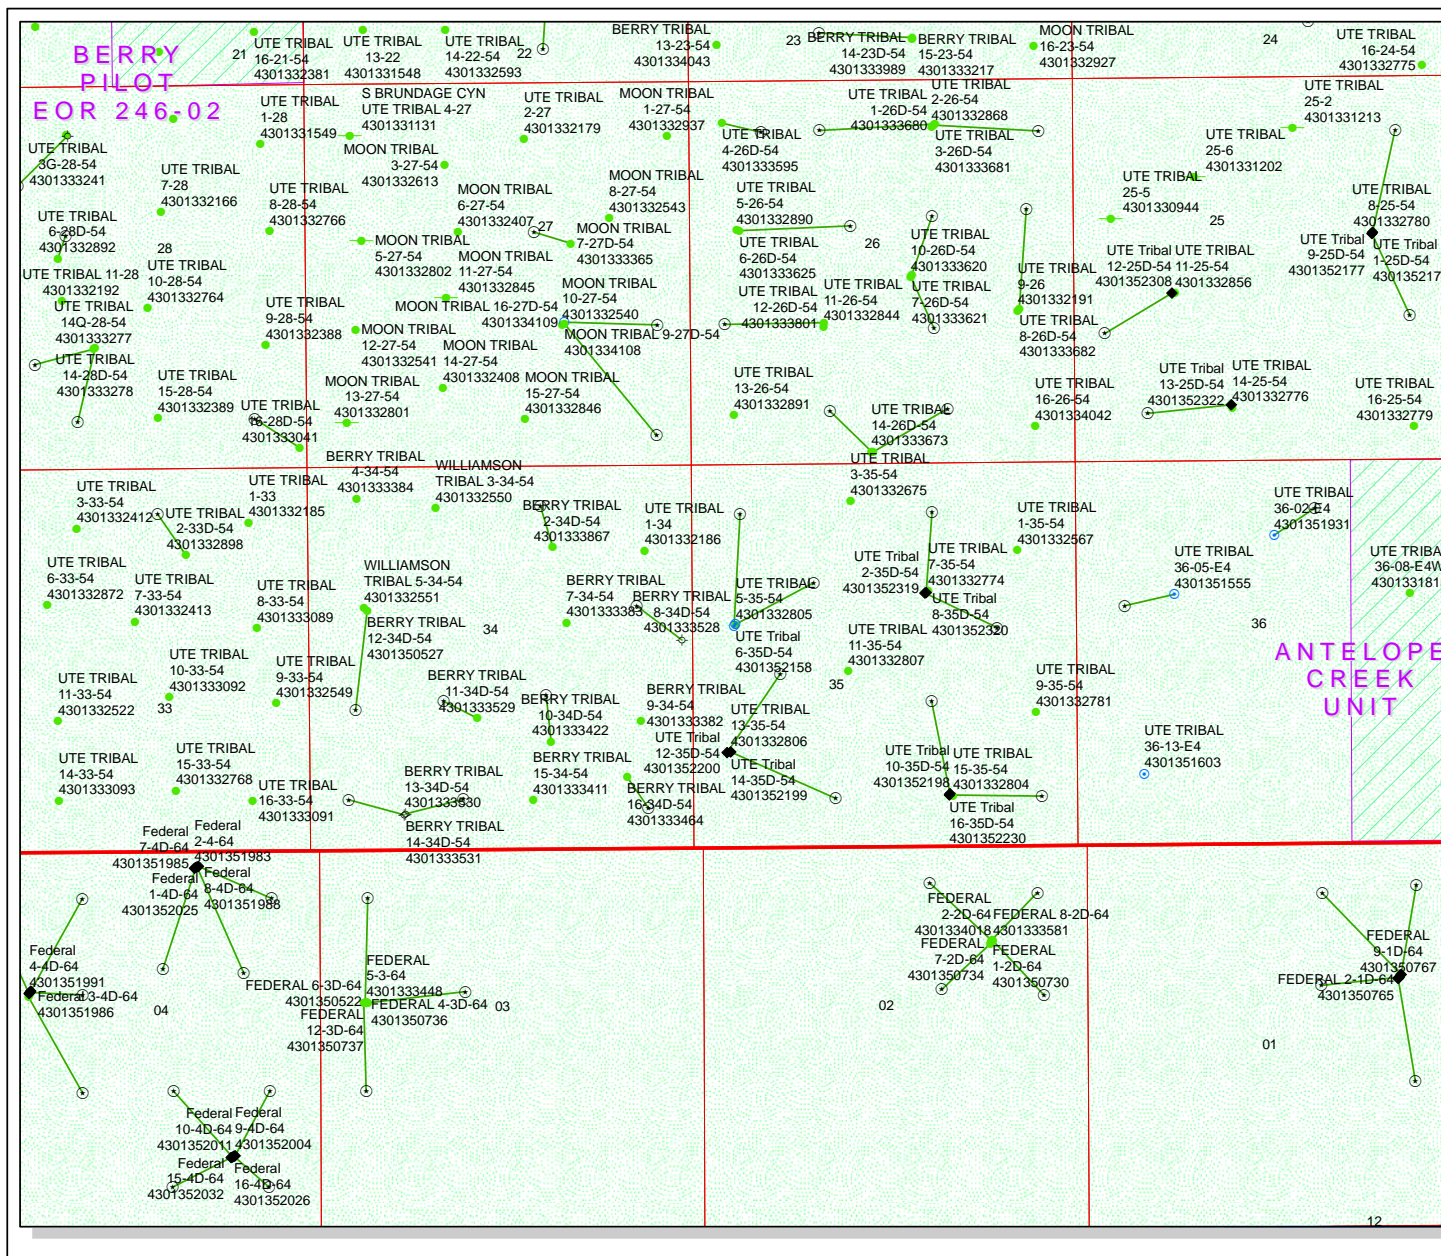 BERRY
PILOT
EOR 246-02
21
UTE TRIBAL
16-21-54
4301332381
UTE TRIBAL
13-22
4301331548
UTE TRIBAL
14-22-54
4301332593
22
BERRY TRIBAL
13-23-54
4301334043
23
BERRY TRIBAL
14-23D-54
4301333989
BERRY TRIBAL
15-23-54
4301333217
MOON TRIBAL
16-23-54
4301332927
24
UTE TRIBAL
16-24-54
4301332775
UTE TRIBAL
3G-28-54
4301333241
UTE TRIBAL
1-28
4301331549
S BRUNDAGE CYN
UTE TRIBAL 4-27
4301331131
MOON TRIBAL
3-27-54
4301332613
UTE TRIBAL
2-27
4301332179
MOON TRIBAL
1-27-54
4301332937
UTE TRIBAL
4-26D-54
4301333595
UTE TRIBAL
1-26D-54
4301333680
UTE TRIBAL
2-26-54
4301332868
UTE TRIBAL
3-26D-54
4301333681
UTE TRIBAL
25-2
4301331213
UTE TRIBAL
25-6
4301331202
UTE TRIBAL
25-5
4301330944
25
UTE TRIBAL
8-25-54
4301332780
UTE Tribal
9-25D-54
4301352177
UTE Tribal
1-25D-54
430135217
UTE TRIBAL
7-28
4301332166
UTE TRIBAL
8-28-54
4301332766
UTE TRIBAL
6-28D-54
4301332892
28
MOON TRIBAL
6-27-54
4301332407
MOON TRIBAL
8-27-54
4301332543
27
MOON TRIBAL
7-27D-54
4301333365
MOON TRIBAL
5-27-54
4301332802
MOON TRIBAL
11-27-54
4301332845
UTE TRIBAL
5-26-54
4301332890
UTE TRIBAL
6-26D-54
4301333625
26
UTE TRIBAL
10-26D-54
4301333620
UTE TRIBAL
7-26D-54
4301333621
UTE TRIBAL
9-26
4301332191
UTE TRIBAL
8-26D-54
4301333682
UTE Tribal
12-25D-54
4301352308
UTE TRIBAL
11-25-54
4301332856
UTE TRIBAL 11-28
4301332192
UTE TRIBAL
10-28-54
4301332764
UTE TRIBAL
14Q-28-54
4301333277
UTE TRIBAL
14-28D-54
4301333278
UTE TRIBAL
9-28-54
4301332388
MOON TRIBAL 16-27D-54
4301334109
MOON TRIBAL
10-27-54
4301332540
MOON TRIBAL 9-27D-54
4301334108
MOON TRIBAL
12-27-54
4301332541
MOON TRIBAL
14-27-54
4301332408
UTE TRIBAL
12-26D-54
4301333801
UTE TRIBAL
11-26-54
4301332844
UTE TRIBAL
15-28-54
4301332389
UTE TRIBAL
16-28D-54
4301333041
MOON TRIBAL
13-27-54
4301332801
MOON TRIBAL
15-27-54
4301332846
UTE TRIBAL
13-26-54
4301332891
UTE TRIBAL
14-26D-54
4301333673
UTE TRIBAL
16-26-54
4301334042
UTE Tribal
13-25D-54
4301352322
UTE TRIBAL
14-25-54
4301332776
UTE TRIBAL
16-25-54
4301332779
UTE TRIBAL
3-33-54
4301332412
UTE TRIBAL
2-33D-54
4301332898
UTE TRIBAL
1-33
4301332185
BERRY TRIBAL
4-34-54
4301333384
WILLIAMSON
TRIBAL 3-34-54
4301332550
BERRY TRIBAL
2-34D-54
4301333867
UTE TRIBAL
1-34
4301332186
UTE TRIBAL
3-35-54
4301332675
UTE TRIBAL
1-35-54
4301332567
UTE TRIBAL
36-02-E4
4301351931
UTE TRIBAL
36-05-E4
4301351555
UTE TRIBA
36-08-E4W
430133181
UTE TRIBAL
6-33-54
4301332872
UTE TRIBAL
7-33-54
4301332413
UTE TRIBAL
8-33-54
4301333089
WILLIAMSON
TRIBAL 5-34-54
4301332551
BERRY TRIBAL
12-34D-54
4301350527
34
BERRY TRIBAL
7-34-54
4301333383
BERRY TRIBAL
8-34D-54
4301333528
UTE TRIBAL
5-35-54
4301332805
UTE Tribal
6-35D-54
4301352158
UTE Tribal
2-35D-54
4301352319
UTE TRIBAL
7-35-54
4301332774
UTE Tribal
8-35D-54
4301352320
36
ANTELOPE
CREEK
UNIT
UTE TRIBAL
11-33-54
4301332522
33
UTE TRIBAL
10-33-54
4301333092
UTE TRIBAL
9-33-54
4301332549
BERRY TRIBAL
11-34D-54
4301333529
BERRY TRIBAL
10-34D-54
4301333422
BERRY TRIBAL
9-34-54
4301333382
UTE TRIBAL
11-35-54
4301332807
35
UTE TRIBAL
13-35-54
4301332806
UTE Tribal
12-35D-54
4301352200
UTE Tribal
14-35D-54
4301352199
UTE TRIBAL
9-35-54
4301332781
UTE Tribal
10-35D-54
4301352198
UTE TRIBAL
15-35-54
4301332804
UTE Tribal
16-35D-54
4301352230
UTE TRIBAL
36-13-E4
4301351603
UTE TRIBAL
14-33-54
4301333093
UTE TRIBAL
15-33-54
4301332768
UTE TRIBAL
16-33-54
4301333091
BERRY TRIBAL
13-34D-54
4301333530
BERRY TRIBAL
14-34D-54
4301333531
BERRY TRIBAL
15-34-54
4301333411
BERRY TRIBAL
16-34D-54
4301333464
Federal
7-4D-64
4301351985
Federal
2-4-64
4301351983
Federal
1-4D-64
4301352025
Federal
8-4D-64
4301351988
Federal
4-4D-64
4301351991
Federal 3-4D-64
4301351986
04
FEDERAL 6-3D-64
4301350522
FEDERAL
5-3-64
4301333448
FEDERAL 4-3D-64
4301350736
FEDERAL
12-3D-64
4301350737
03
FEDERAL
2-2D-64
4301334018
FEDERAL 8-2D-64
4301333581
FEDERAL
7-2D-64
4301350734
FEDERAL
1-2D-64
4301350730
02
FEDERAL
9-1D-64
4301350767
FEDERAL 2-1D-64
4301350765
01
Federal
10-4D-64
4301352011
Federal
9-4D-64
4301352004
Federal
15-4D-64
4301352032
Federal
16-4D-64
4301352026
12